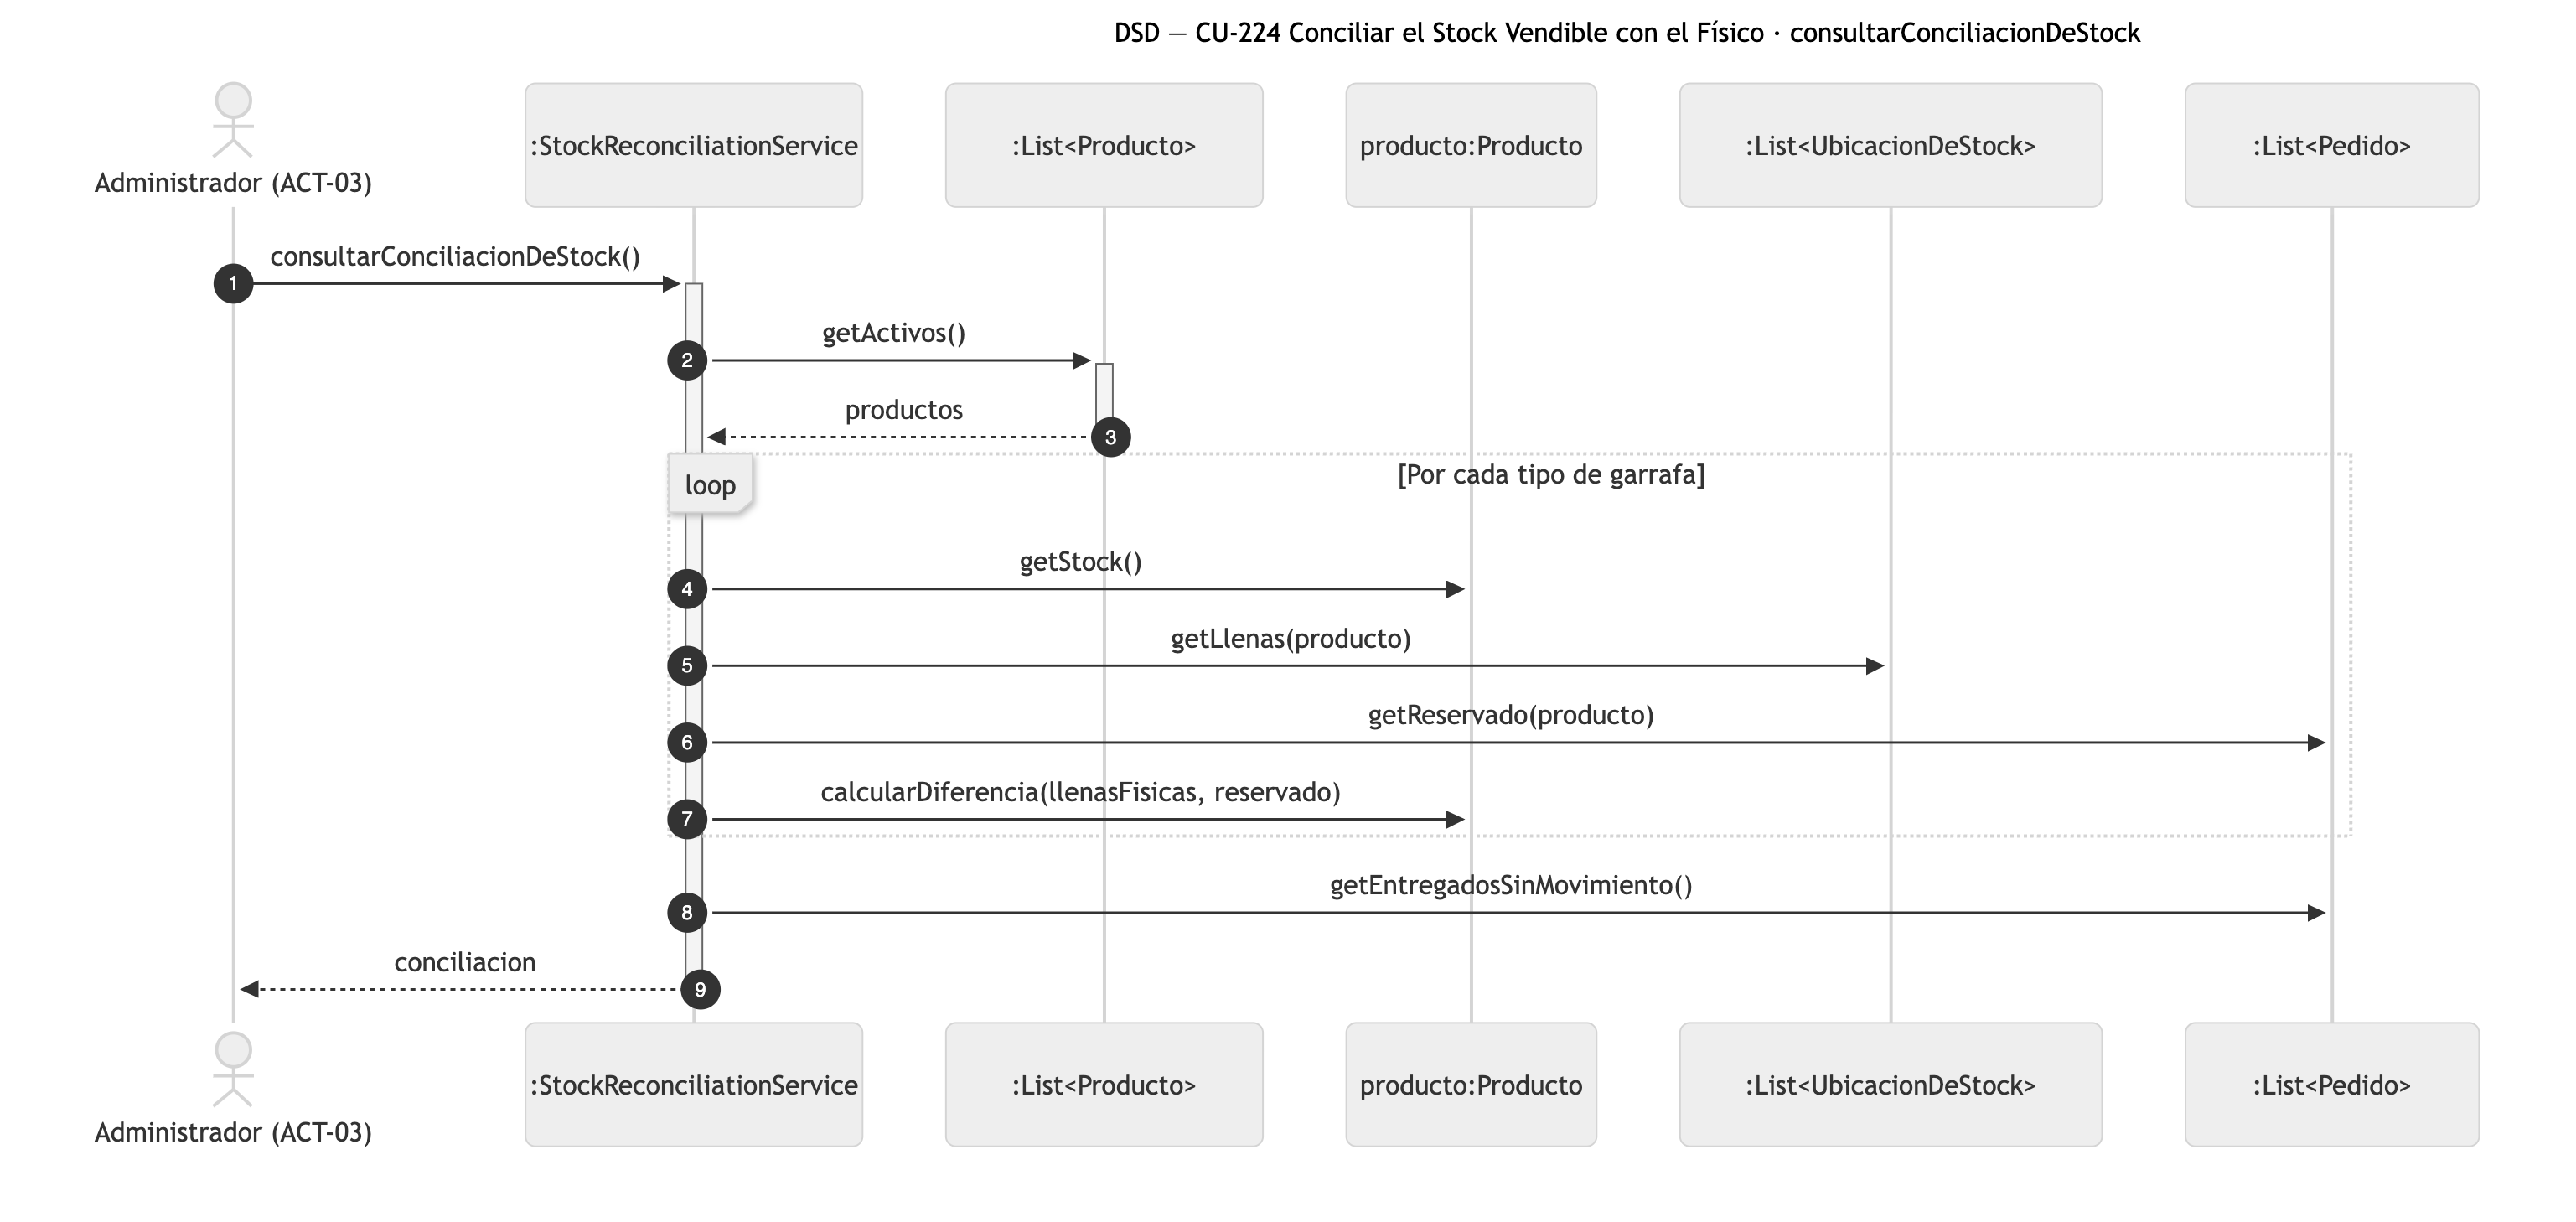 DSD — CU-224 Conciliar el Stock Vendible con el Físico · consultarConciliacionDeStock
Administrador (ACT-03)
:StockReconciliationService
:List<Producto>
producto:Producto
:List<UbicacionDeStock>
:List<Pedido>
consultarConciliacionDeStock()
1
getActivos()
2
productos
3
loop
[Por cada tipo de garrafa]
getStock()
4
getLlenas(producto)
5
getReservado(producto)
6
calcularDiferencia(llenasFisicas, reservado)
7
getEntregadosSinMovimiento()
8
conciliacion
9
Administrador (ACT-03)
:StockReconciliationService
:List<Producto>
producto:Producto
:List<UbicacionDeStock>
:List<Pedido>